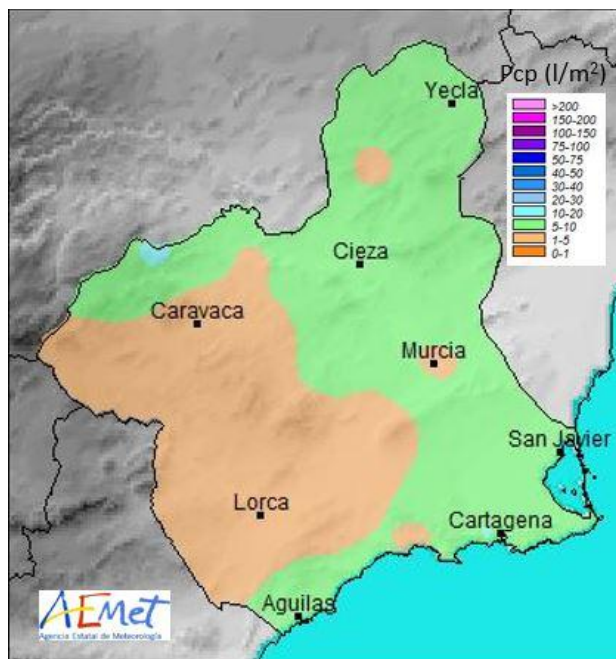 Pcp (l/m²)
Yecla
>200
150-200
100-150
75-100
50-75
40-50
30-40
20-30
10-20
5-10
1-5
0-1
Cieza
Caravaca
Murcia
San Javier
Lorca
Cartagena
Aguilas
AEMet
Agencia Estatal de Meteorología